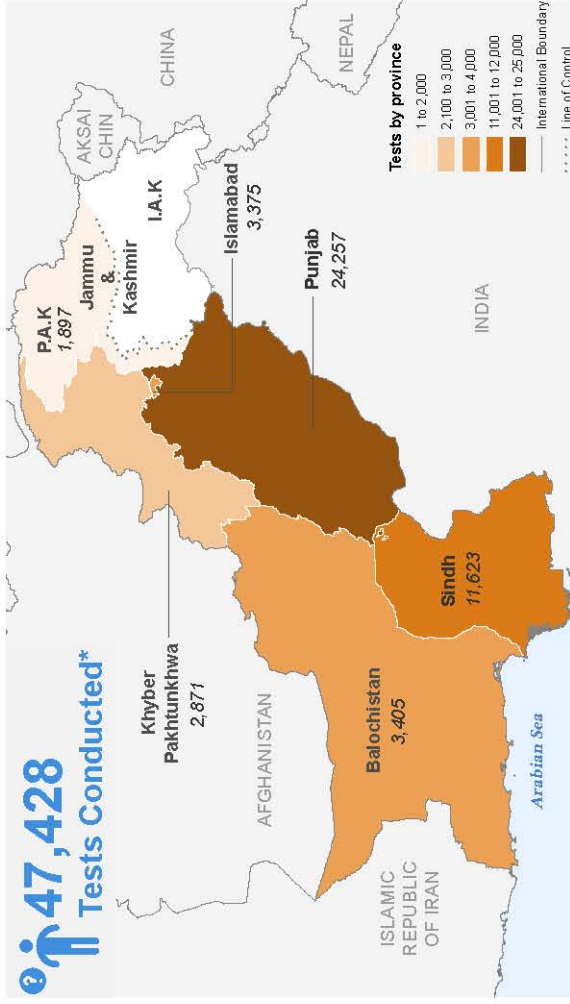 ?
47,428
Tests Conducted*
CHINA
AKSAI
CHIN
NEPAL
P.A.K
1,897
Jammu
&
Kashmir
I.A.K
Islamabad
3,375
Khyber
Pakhtunkhwa
2,871
Punjab
24,257
AFGHANISTAN
Balochistan
3,405
Sindh
11,623
INDIA
ISLAMIC
REPUBLIC
OF IRAN
Arabian Sea
Tests by province
1 to 2,000
2,100 to 3,000
3,001 to 4,000
11,001 to 12,000
24,001 to 25,000
International Boundary
Line of Control